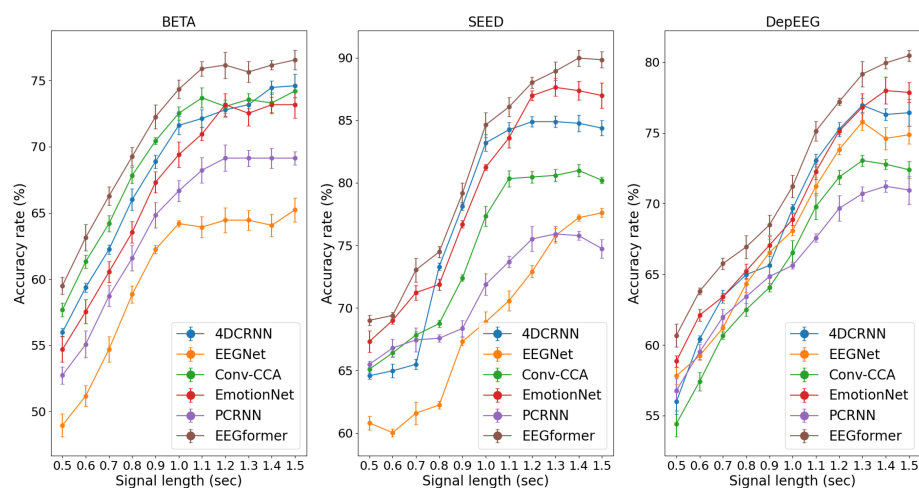 BETA
Accuracy rate (%)
75
70
65
60
55
50
0.5 0.6 0.7 0.8 0.9 1.0 1.1 1.2 1.3 1.4 1.5
Signal length (sec)
4DCRNN
EEGNet
Conv-CCA
EmotionNet
PCRNN
EEGformer
SEED
Accuracy rate (%)
90
85
80
75
70
65
60
0.5 0.6 0.7 0.8 0.9 1.0 1.1 1.2 1.3 1.4 1.5
Signal length (sec)
4DCRNN
EEGNet
Conv-CCA
EmotionNet
PCRNN
EEGformer
DepEEG
Accuracy rate (%)
80
75
70
65
60
55
0.5 0.6 0.7 0.8 0.9 1.0 1.1 1.2 1.3 1.4 1.5
Signal length (sec)
4DCRNN
EEGNet
Conv-CCA
EmotionNet
PCRNN
EEGformer